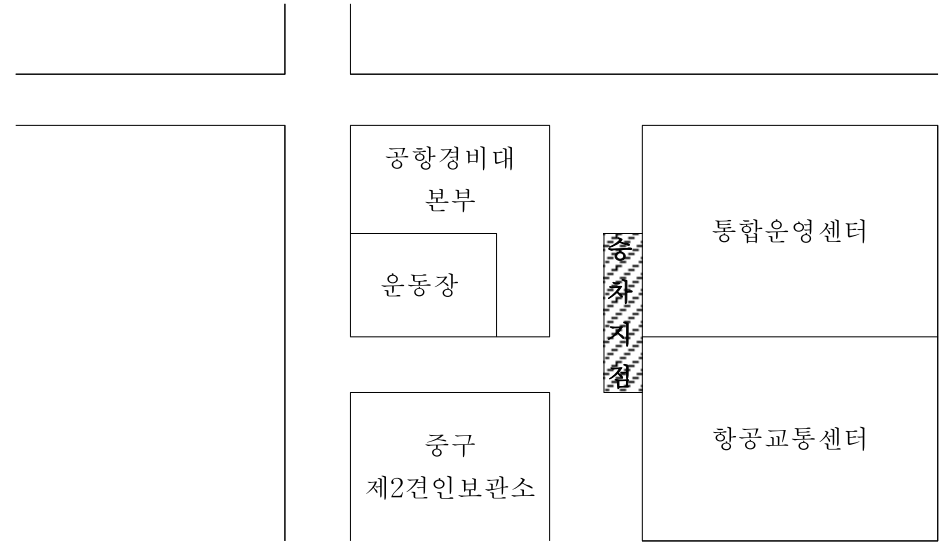 공항경비대
본부
통합운영센터
운동장
승차지점
중구
제2견인보관소
항공교통센터